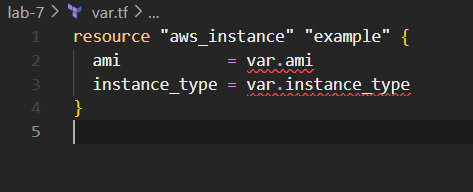 lab-7 > var.tf > ...
1 resource "aws_instance" "example" {
2   ami           = var.ami
3   instance_type = var.instance_type
4 }
5